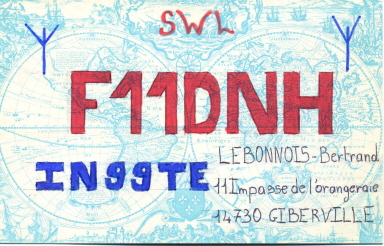 SWL
F11DNH
IN99TE
LEBONNOIS-Bertrand
11 Impasse de l'orangeraie
14730 GIBERVILLE